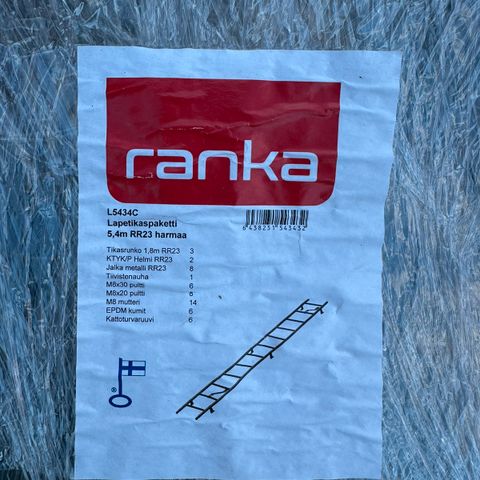 ranka
L5434C
Lapetikaspaketti
5,4m RR23 harmaa
6 438251 543432
Tikasrunko 1,8m RR23 3
KTYK/P Helmi RR23 2
Jalka metalli RR23 8
Tiivistenauha 1
M8x30 pultti 6
M8x20 pultti 8
M8 mutteri 14
EPDM kumit 6
Kattoturvaruuvi 6
®